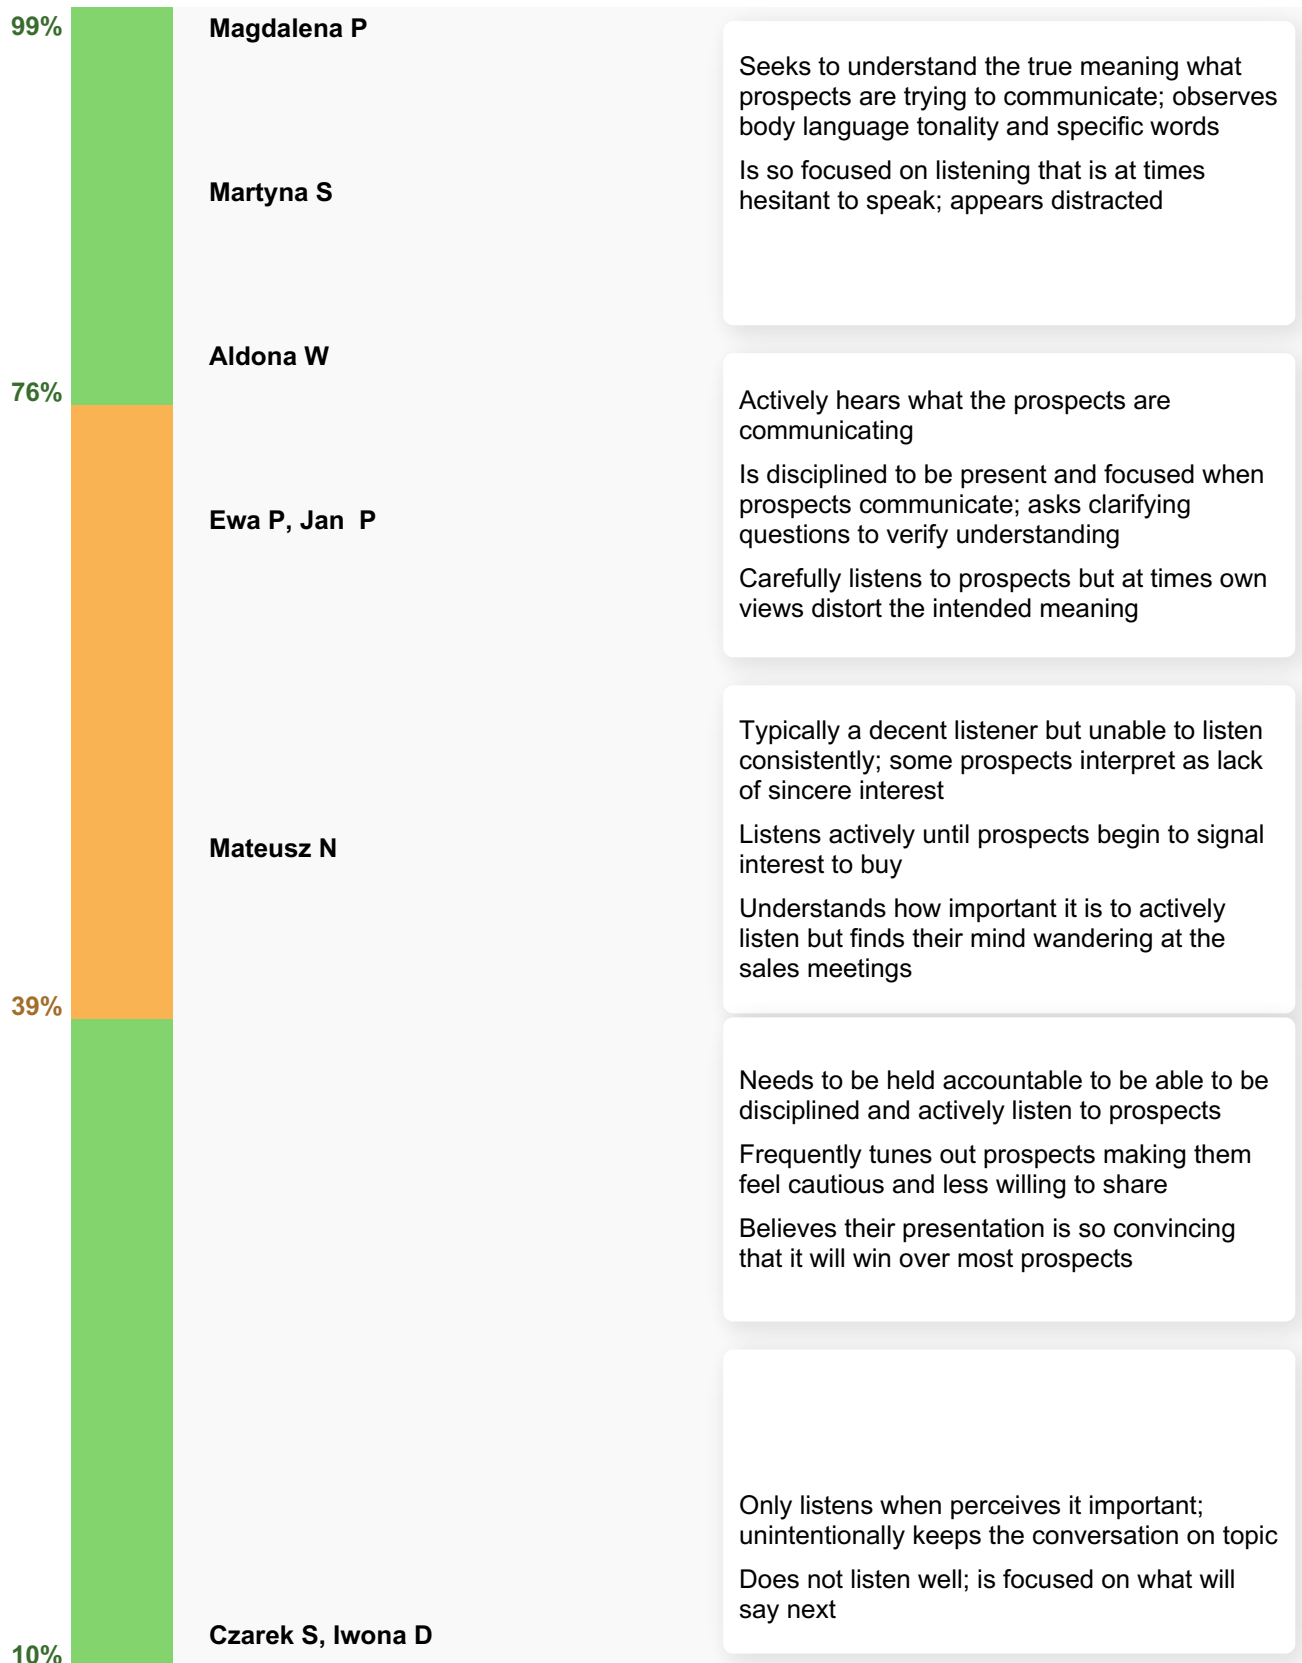 99%
Magdalena P
Seeks to understand the true meaning what
prospects are trying to communicate; observes
body language tonality and specific words
Is so focused on listening that is at times
hesitant to speak; appears distracted
Martyna S
Aldona W
76%
Actively hears what the prospects are
communicating
Is disciplined to be present and focused when
prospects communicate; asks clarifying
questions to verify understanding
Carefully listens to prospects but at times own
views distort the intended meaning
Ewa P, Jan  P
Typically a decent listener but unable to listen
consistently; some prospects interpret as lack
of sincere interest
Listens actively until prospects begin to signal
interest to buy
Understands how important it is to actively
listen but finds their mind wandering at the
sales meetings
Mateusz N
39%
Needs to be held accountable to be able to be
disciplined and actively listen to prospects
Frequently tunes out prospects making them
feel cautious and less willing to share
Believes their presentation is so convincing
that it will win over most prospects
Only listens when perceives it important;
unintentionally keeps the conversation on topic
Does not listen well; is focused on what will
say next
Czarek S, Iwona D
10%